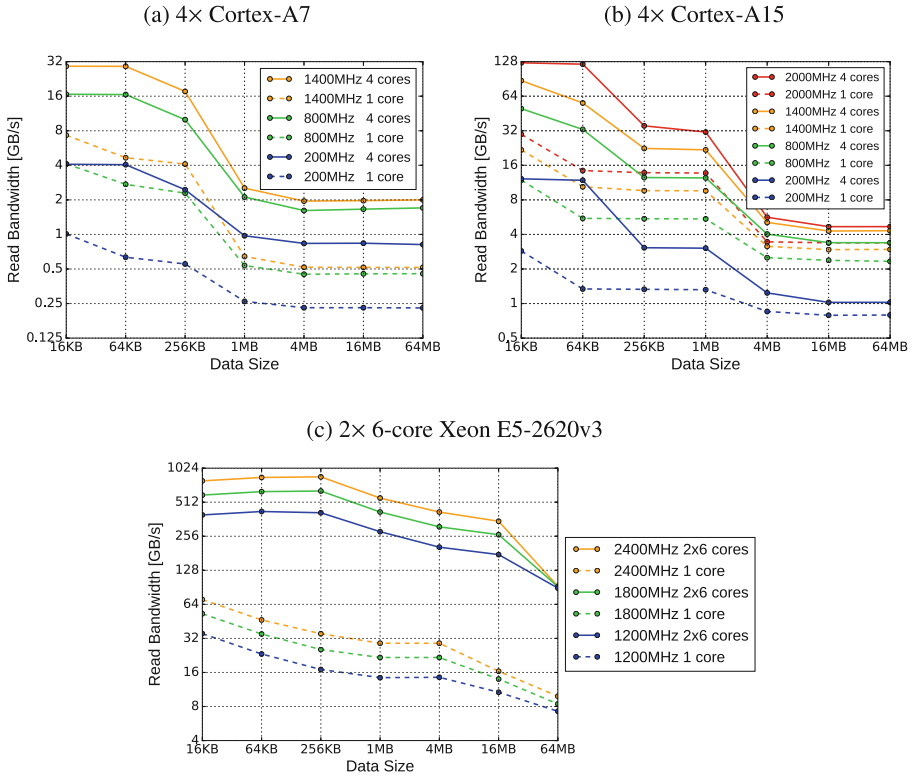 (a) 4× Cortex-A7
32
16
8
4
2
1
0.5
0.25
0.125
Read Bandwidth [GB/s]
16KB 64KB 256KB 1MB 4MB 16MB 64MB
Data Size
1400MHz 4 cores
1400MHz 1 core
800MHz 4 cores
800MHz 1 core
200MHz 4 cores
200MHz 1 core
(b) 4× Cortex-A15
128
64
32
16
8
4
2
1
0.5
Read Bandwidth [GB/s]
16KB 64KB 256KB 1MB 4MB 16MB 64MB
Data Size
2000MHz 4 cores
2000MHz 1 core
1400MHz 4 cores
1400MHz 1 core
800MHz 4 cores
800MHz 1 core
200MHz 4 cores
200MHz 1 core
(c) 2× 6-core Xeon E5-2620v3
1024
512
256
128
64
32
16
8
4
Read Bandwidth [GB/s]
16KB 64KB 256KB 1MB 4MB 16MB 64MB
Data Size
2400MHz 2x6 cores
2400MHz 1 core
1800MHz 2x6 cores
1800MHz 1 core
1200MHz 2x6 cores
1200MHz 1 core